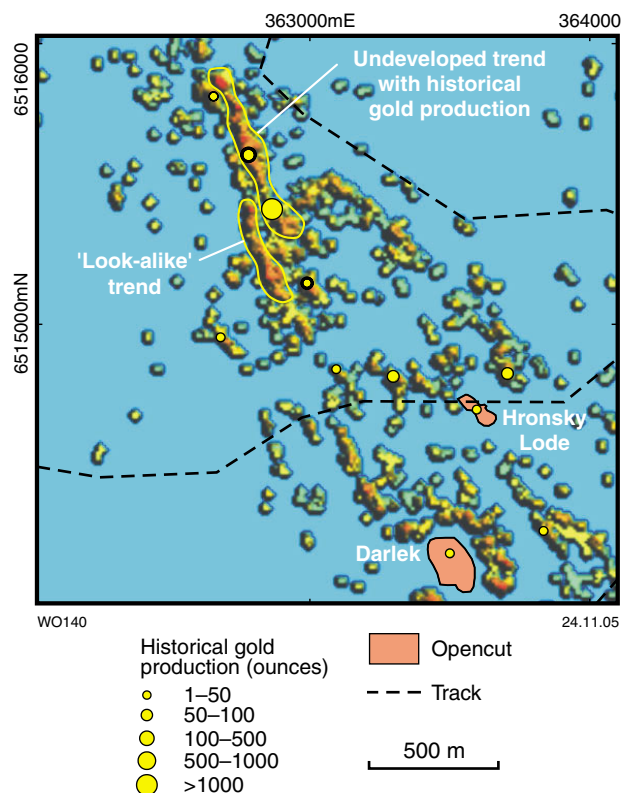 363000mE
364000
6516000
Undeveloped trend
with historical
gold production
'Look-alike'
trend
6515000mN
Hronsky
Lode
Darlek
WO140
24.11.05
Historical gold
production (ounces)
1–50
50–100
100–500
500–1000
>1000
Opencut
Track
500 m